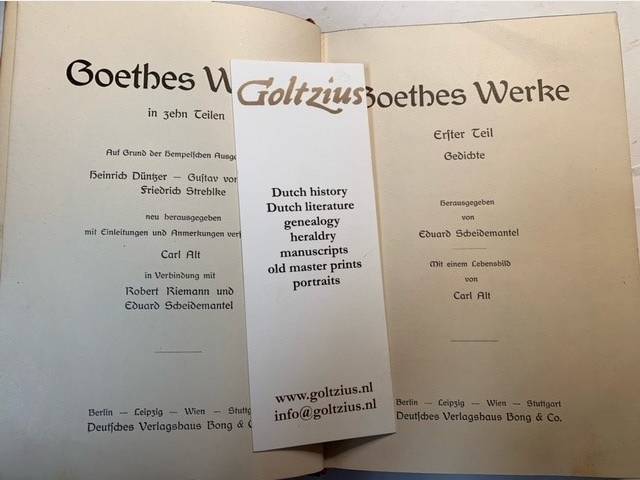 Goethes W
in zehn Teilen
Auf Grund der Hempelschen Ausga
Heinrich Düntzer — Gustav von
Friedrich Strehlke
neu herausgegeben
mit Einleitungen und Anmerkungen ver
Carl Alt
in Verbindung mit
Robert Riemann und
Eduard Scheidemantel
Berlin — Leipzig — Wien — Stuttg
Deutsches Verlagshaus Bong &
Goltzius
Dutch history
Dutch literature
genealogy
heraldry
manuscripts
old master prints
portraits
www.goltzius.nl
info@goltzius.nl
Goethes Werke
Erster Teil
Gedichte
Herausgegeben
von
Eduard Scheidemantel
Mit einem Lebensbild
von
Carl Alt
Berlin — Leipzig — Wien — Stuttgart
Deutsches Verlagshaus Bong & Co.